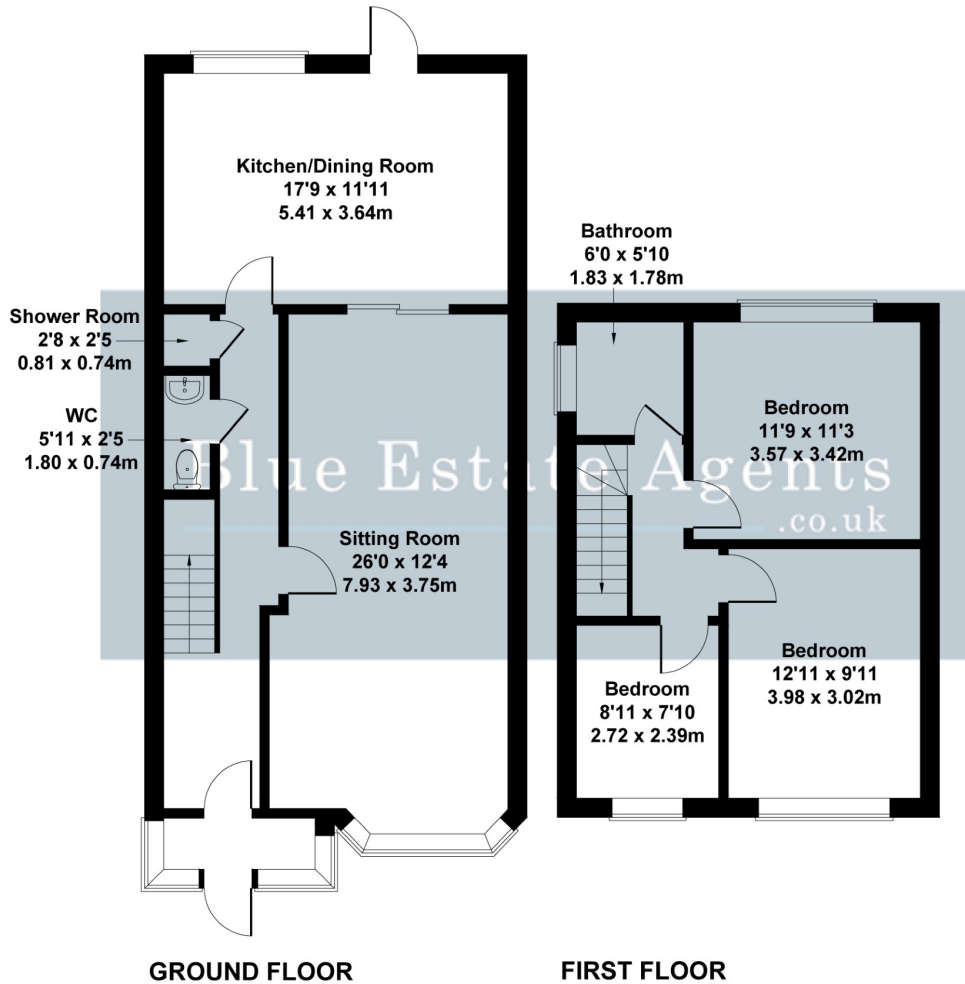 Kitchen/Dining Room
17'9 x 11'11
5.41 x 3.64m
Shower Room
2'8 x 2'5
0.81 x 0.74m
WC
5'11 x 2'5
1.80 x 0.74m
Sitting Room
26'0 x 12'4
7.93 x 3.75m
Bathroom
6'0 x 5'10
1.83 x 1.78m
Bedroom
11'9 x 11'3
3.57 x 3.42m
Blue Estate Agents
.co.uk
Bedroom
12'11 x 9'11
3.98 x 3.02m
Bedroom
8'11 x 7'10
2.72 x 2.39m
GROUND FLOOR
FIRST FLOOR